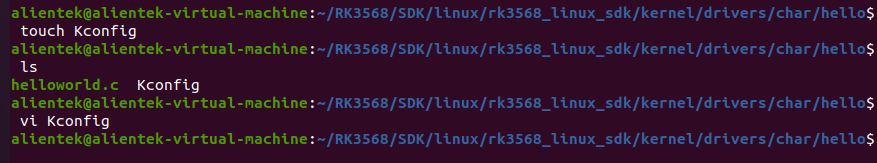 alientek@alientek-virtual-machine:~/RK3568/SDK/linux/rk3568_linux_sdk/kernel/drivers/char/hello$
touch Kconfig
alientek@alientek-virtual-machine:~/RK3568/SDK/linux/rk3568_linux_sdk/kernel/drivers/char/hello$
ls
helloworld.c  Kconfig
alientek@alientek-virtual-machine:~/RK3568/SDK/linux/rk3568_linux_sdk/kernel/drivers/char/hello$
vi Kconfig
alientek@alientek-virtual-machine:~/RK3568/SDK/linux/rk3568_linux_sdk/kernel/drivers/char/hello$